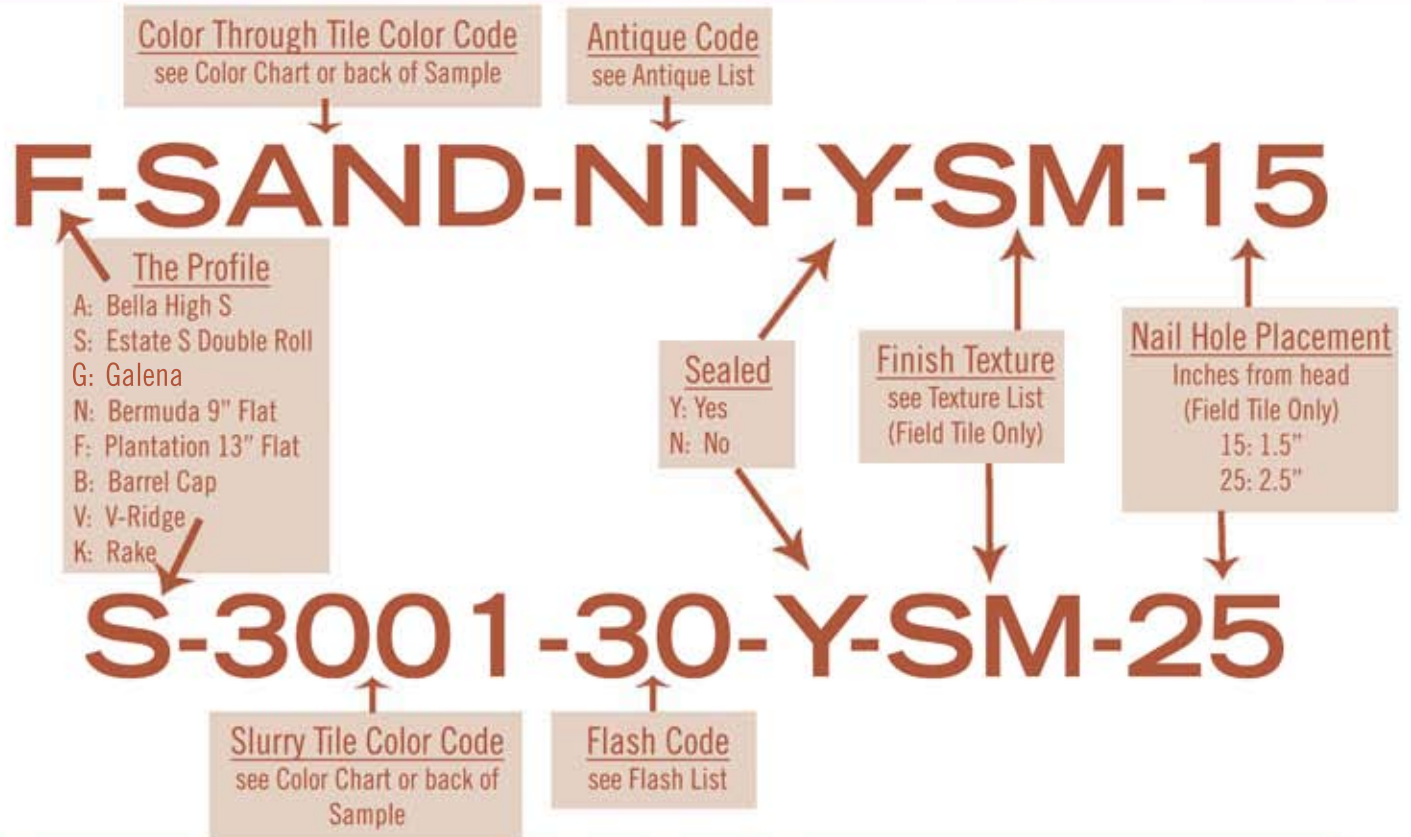 Color Through Tile Color Code
see Color Chart or back of Sample
Antique Code
see Antique List
F-SAND-NN-Y-SM-15
The Profile
A: Bella High S
S: Estate S Double Roll
G: Galena
N: Bermuda 9" Flat
F: Plantation 13" Flat
B: Barrel Cap
V: V-Ridge
K: Rake
Sealed
Y: Yes
N: No
Finish Texture
see Texture List
(Field Tile Only)
Nail Hole Placement
Inches from head
(Field Tile Only)
15: 1.5"
25: 2.5"
S-3001-30-Y-SM-25
Slurry Tile Color Code
see Color Chart or back of
Sample
Flash Code
see Flash List